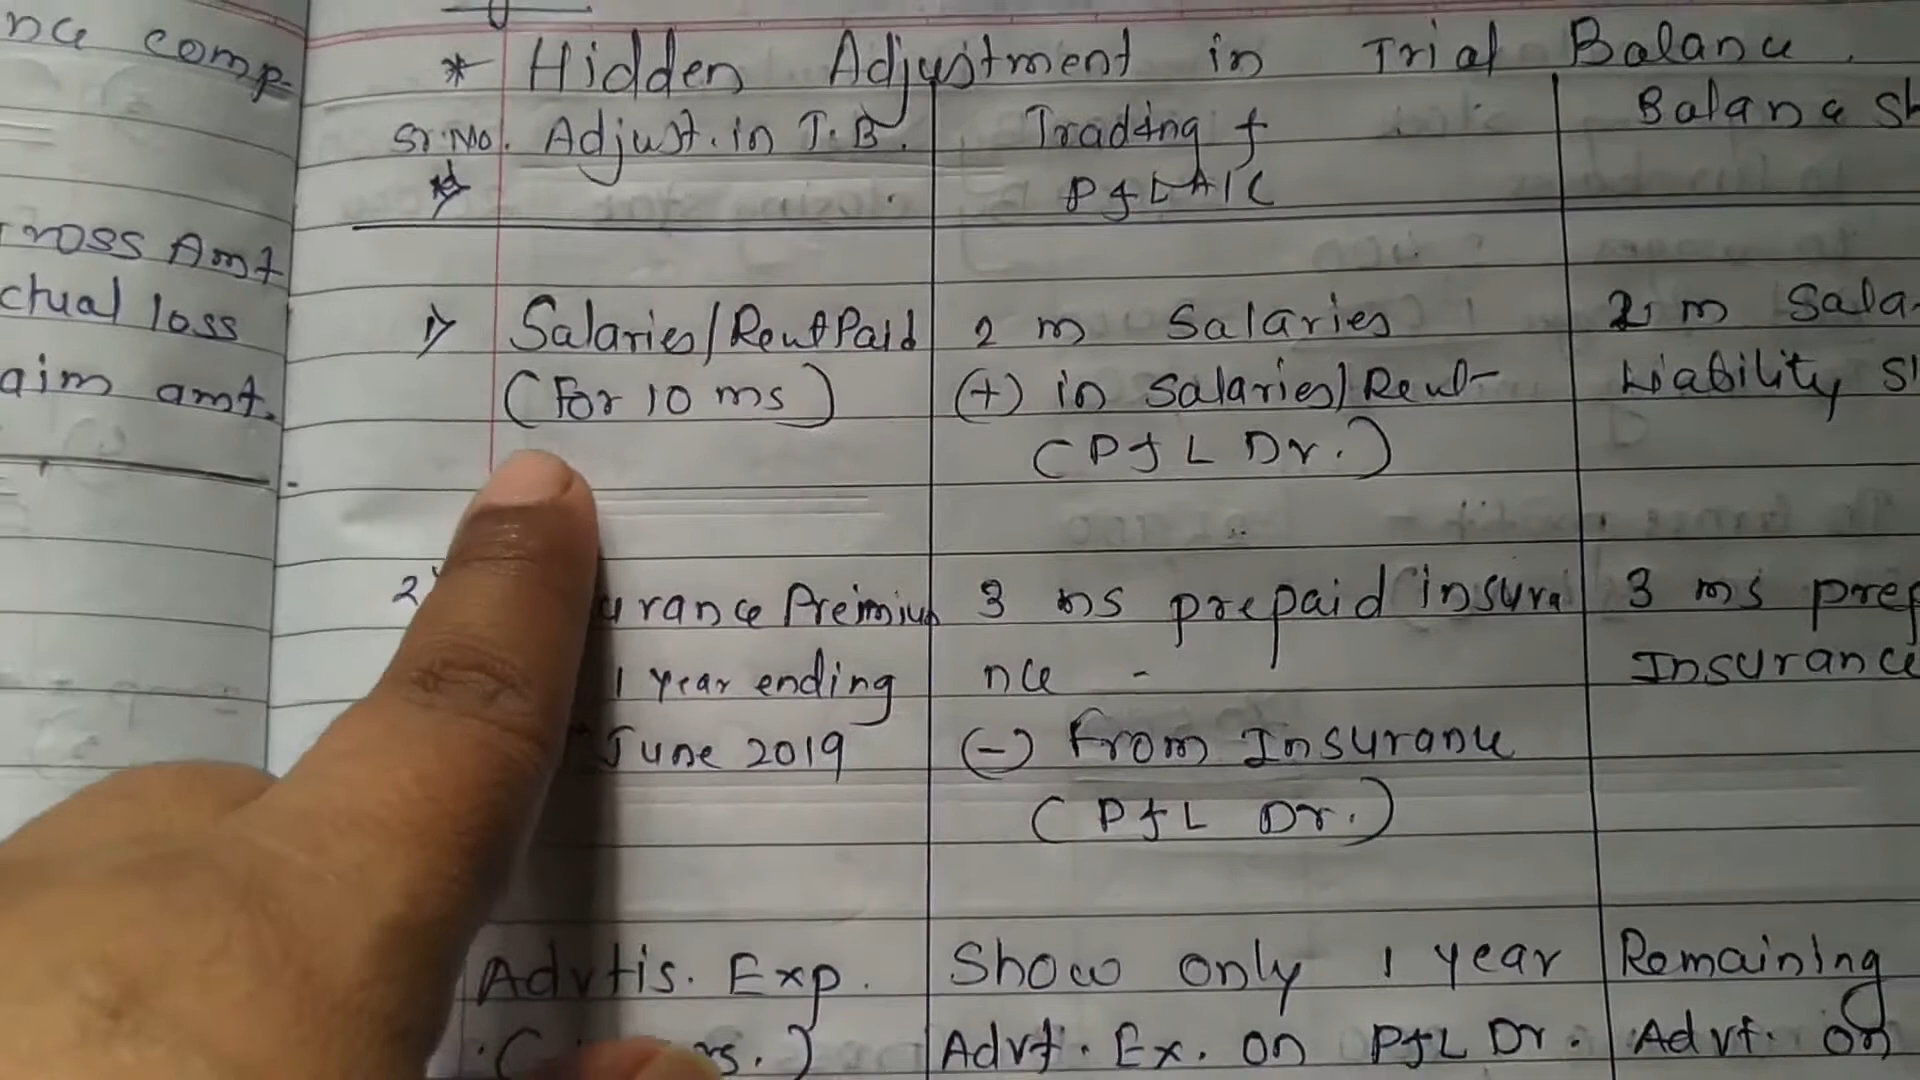 nce comp.
ross Amt
ctual loss
aim amt.
* Hidden Adjustment in Trial Balance.
Sr.No. Adjust. in T.B. Trading & Balance Sh
P & L A/C
1) Salaries/Rent Paid 2 m Salaries 2 m Sala
(For 10 ms) (+) in Salaries/Rent Liability S
(P & L Dr.)
2 urance Premium 3 ms prepaid insura 3 ms prep
1 year ending nce - Insurance
June 2019 (-) From Insurance
(P & L Dr.)
Advtis. Exp. Show only 1 year Remaining
( rs.) Advt. Ex. on P & L Dr. Advt. on